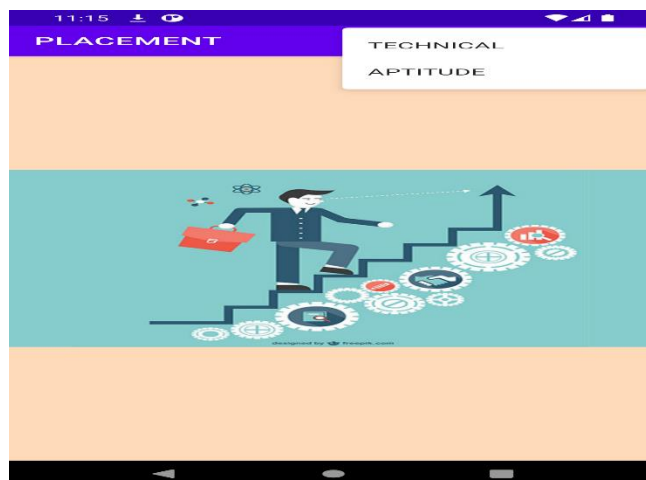 11:15
PLACEMENT
TECHNICAL
APTITUDE
designed by freepik.com